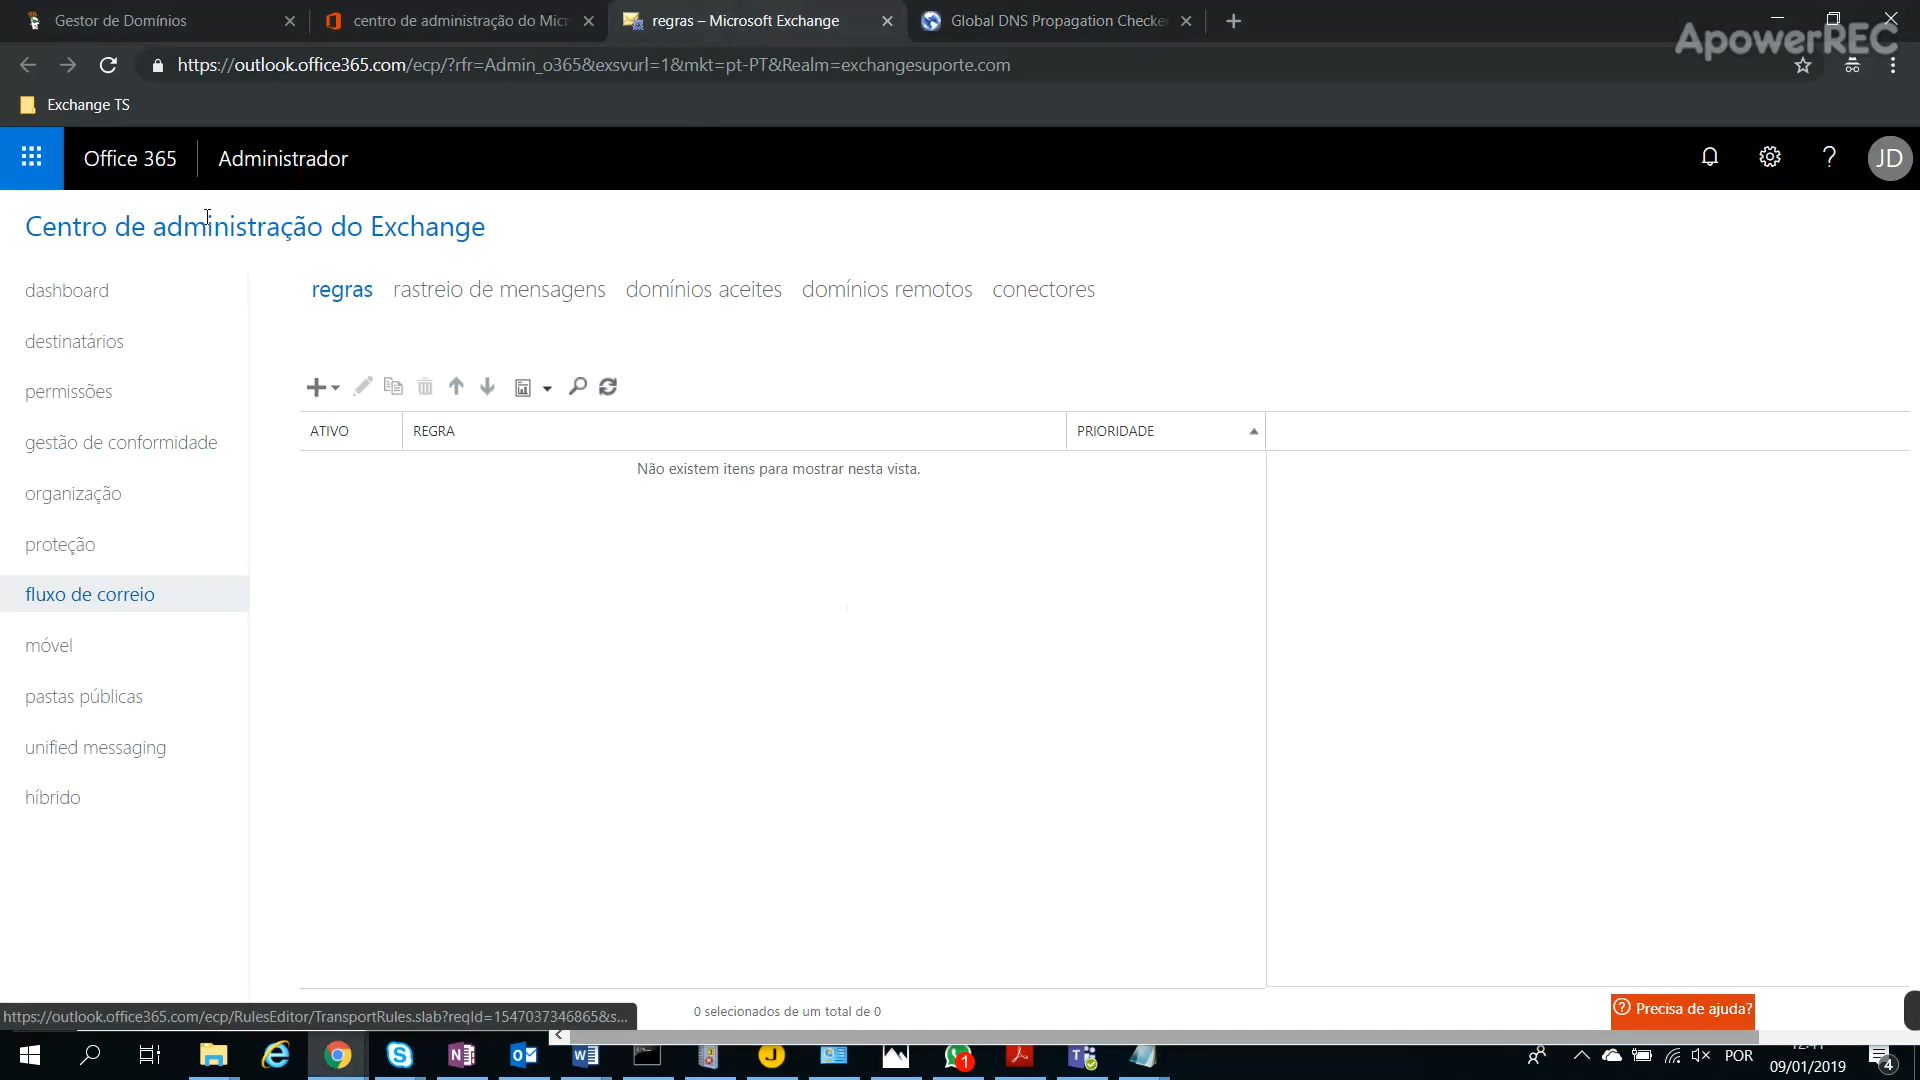 Gestor de Domínios
centro de administração do Micr
regras – Microsoft Exchange
Global DNS Propagation Checke
ApowerREC
https://outlook.office365.com/ecp/?rfr=Admin_o365&exsvurl=1&mkt=pt-PT&Realm=exchangesuporte.com
Exchange TS
Office 365
Administrador
JD
Centro de administração do Exchange
dashboard
destinatários
permissões
gestão de conformidade
organização
proteção
fluxo de correio
móvel
pastas públicas
unified messaging
híbrido
regras rastreio de mensagens domínios aceites domínios remotos conectores
ATIVO REGRA PRIORIDADE
Não existem itens para mostrar nesta vista.
0 selecionados de um total de 0
Precisa de ajuda?
https://outlook.office365.com/ecp/RulesEditor/TransportRules.slab?reqId=1547037346865&s...
1
POR
09/01/2019
4